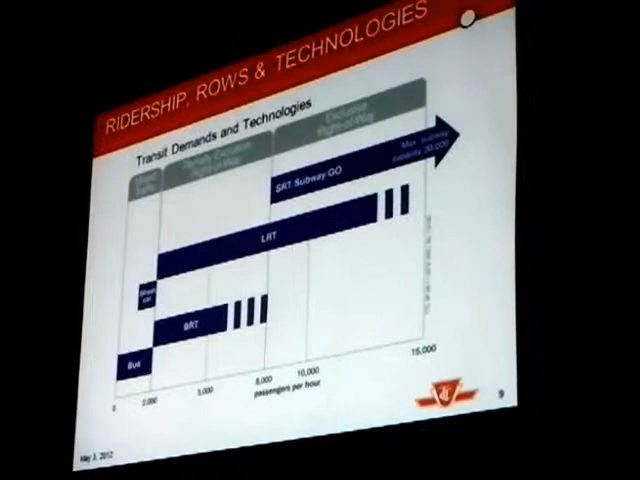 RIDERSHIP, ROWS & TECHNOLOGIES
Transit Demands and Technologies
Exclusive
Right-of-Way
Max. subway
capacity 30,000
SRT Subway GO
LRT
Street
car
BRT
Bus
0
2,000
5,000
8,000
10,000
15,000
passengers per hour
May 3, 2012
9